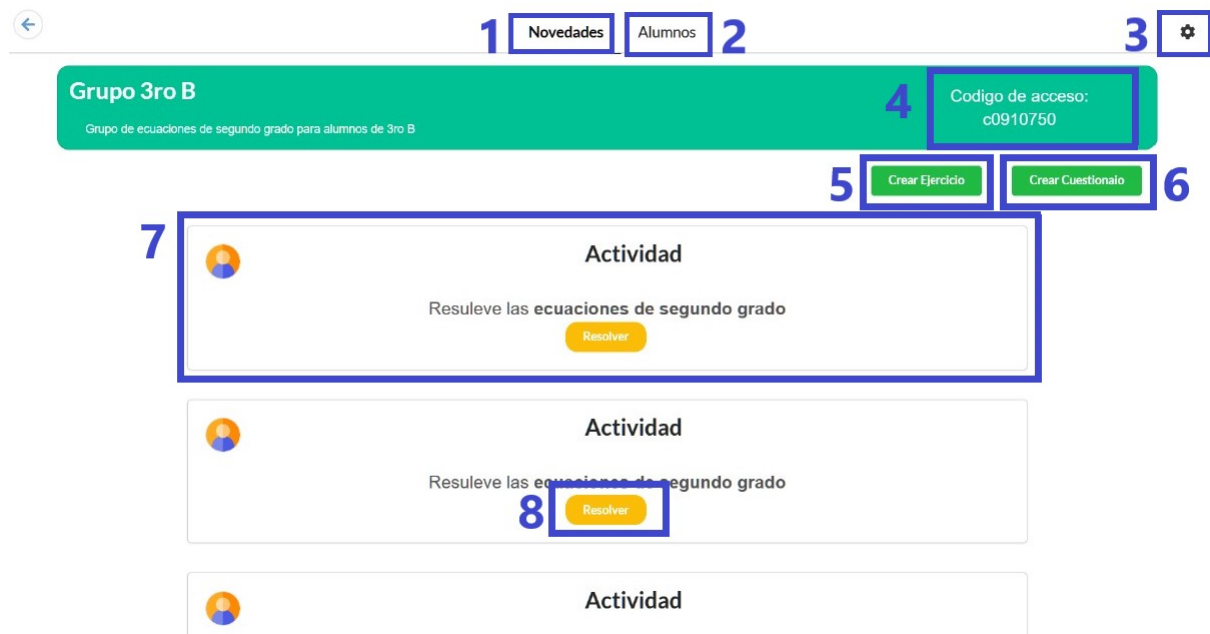 1 Novedades Alumnos 2 3
Grupo 3ro B
4 Codigo de acceso:
c0910750
Grupo de ecuaciones de segundo grado para alumnos de 3ro B
5 Crear Ejercicio Crear Cuestionaio 6
7 Actividad
Resuleve las ecuaciones de segundo grado
Resolver
Actividad
Resuleve las ecuaciones de segundo grado
8 Resolver
Actividad